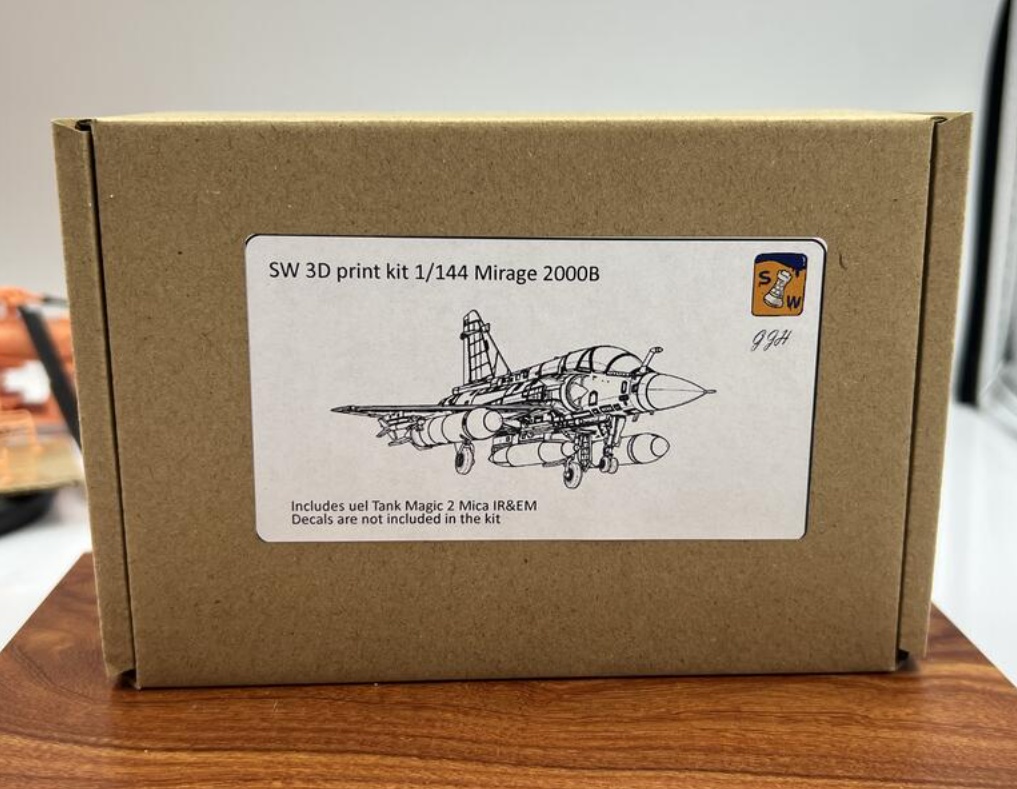 SW 3D print kit 1/144 Mirage 2000B
S
W
JJH
Includes uel Tank Magic 2 Mica IR&EM
Decals are not included in the kit